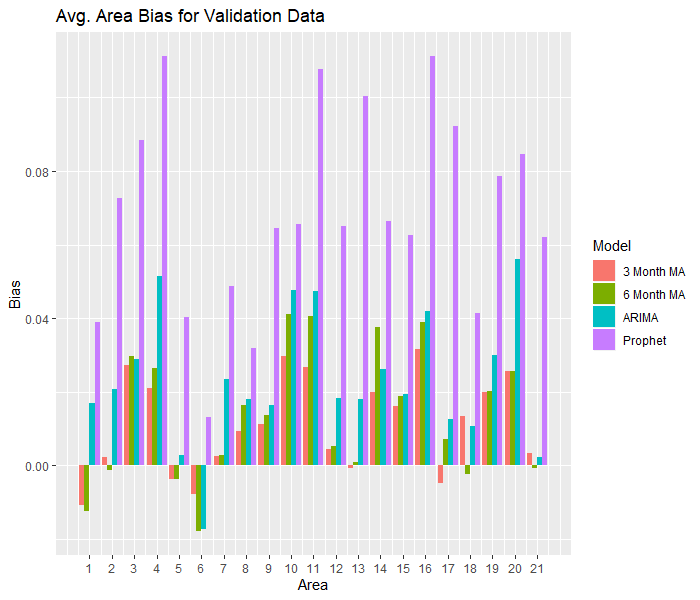 Avg. Area Bias for Validation Data
Bias
0.08
0.04
0.00
1 2 3 4 5 6 7 8 9 10 11 12 13 14 15 16 17 18 19 20 21
Area
Model
3 Month MA
6 Month MA
ARIMA
Prophet